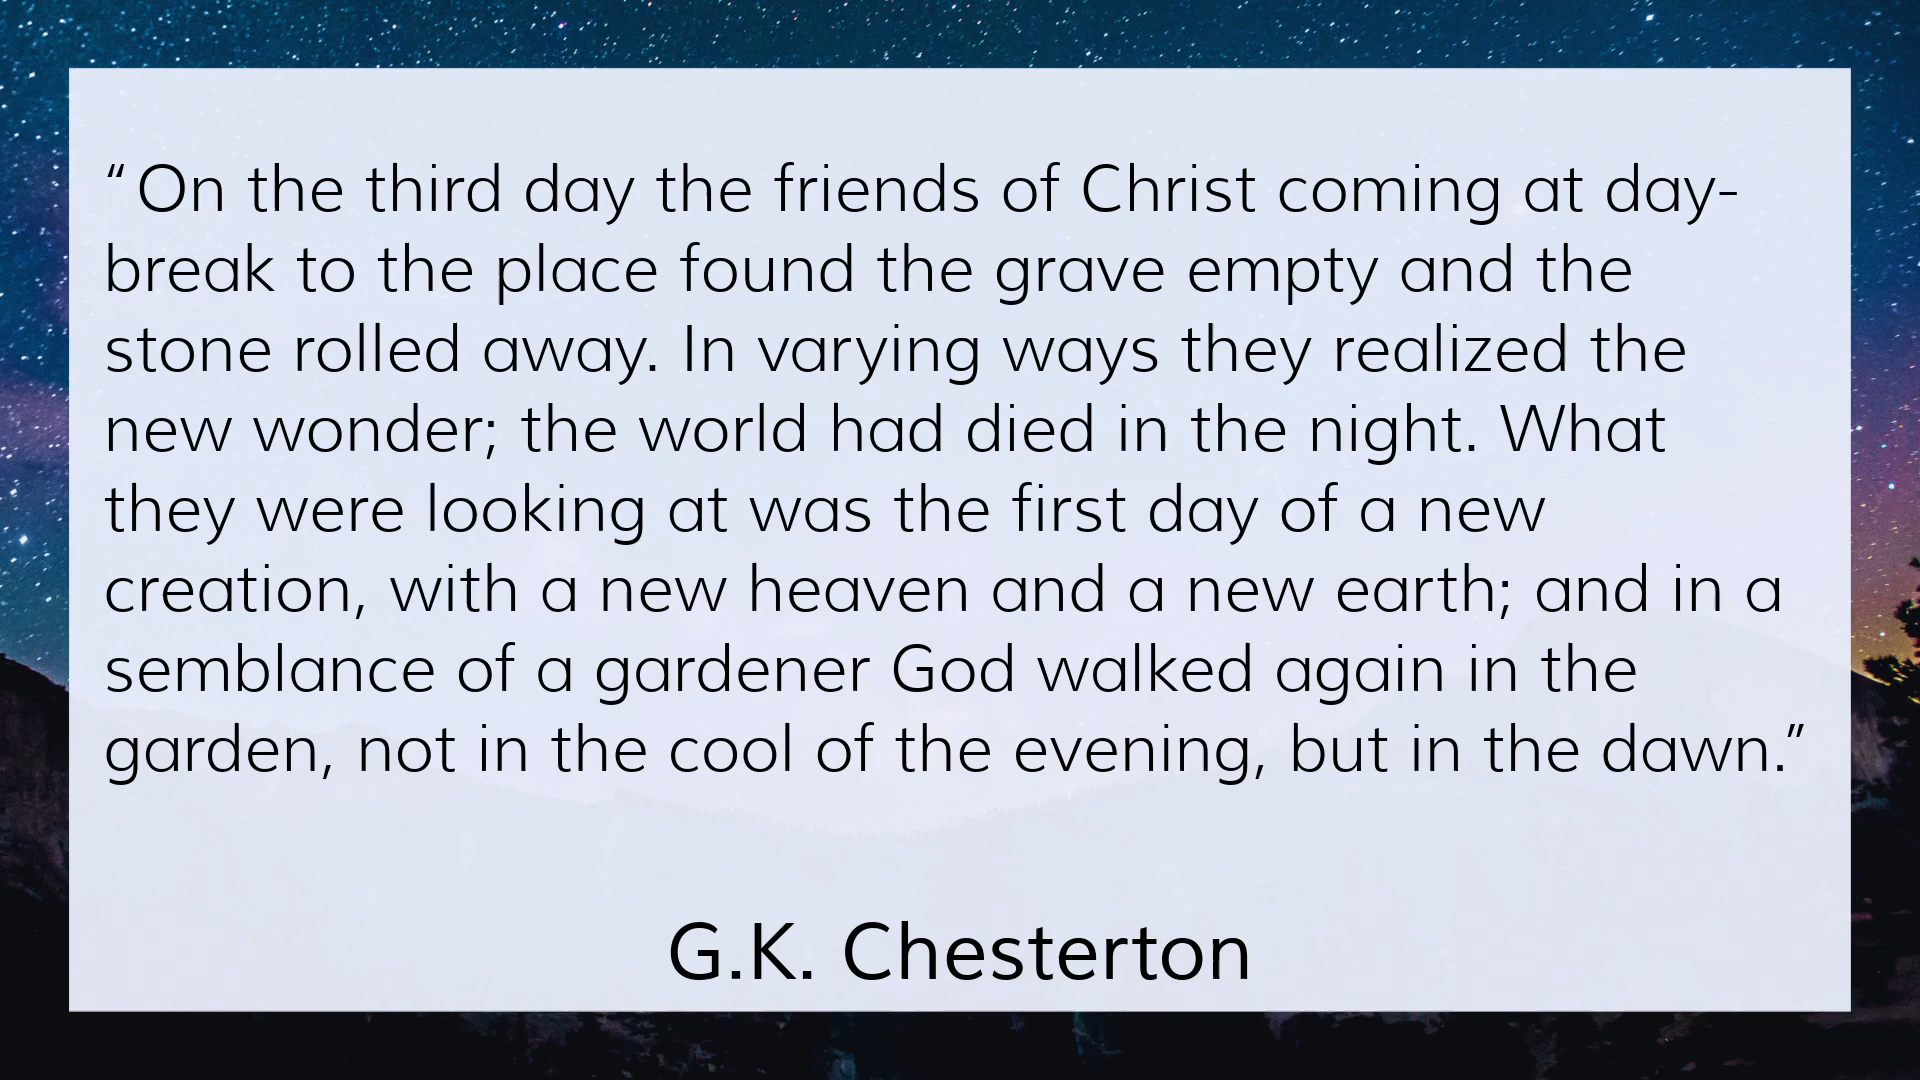 “On the third day the friends of Christ coming at day-
break to the place found the grave empty and the
stone rolled away. In varying ways they realized the
new wonder; the world had died in the night. What
they were looking at was the first day of a new
creation, with a new heaven and a new earth; and in a
semblance of a gardener God walked again in the
garden, not in the cool of the evening, but in the dawn.”
G.K. Chesterton